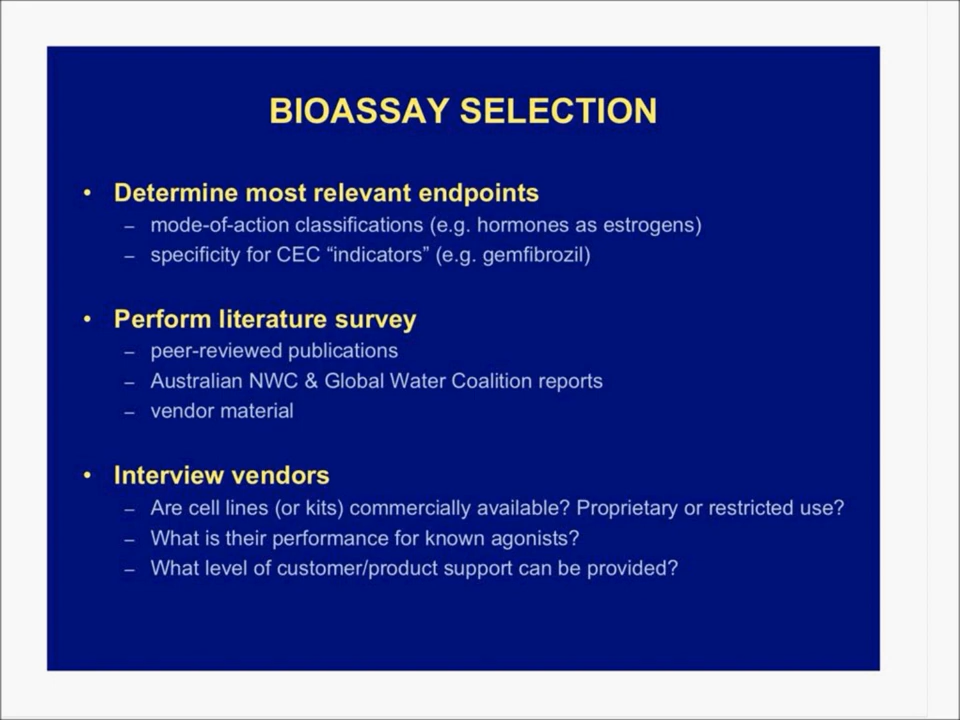 BIOASSAY SELECTION
• Determine most relevant endpoints
– mode-of-action classifications (e.g. hormones as estrogens)
– specificity for CEC “indicators” (e.g. gemfibrozil)
• Perform literature survey
– peer-reviewed publications
– Australian NWC & Global Water Coalition reports
– vendor material
• Interview vendors
– Are cell lines (or kits) commercially available? Proprietary or restricted use?
– What is their performance for known agonists?
– What level of customer/product support can be provided?